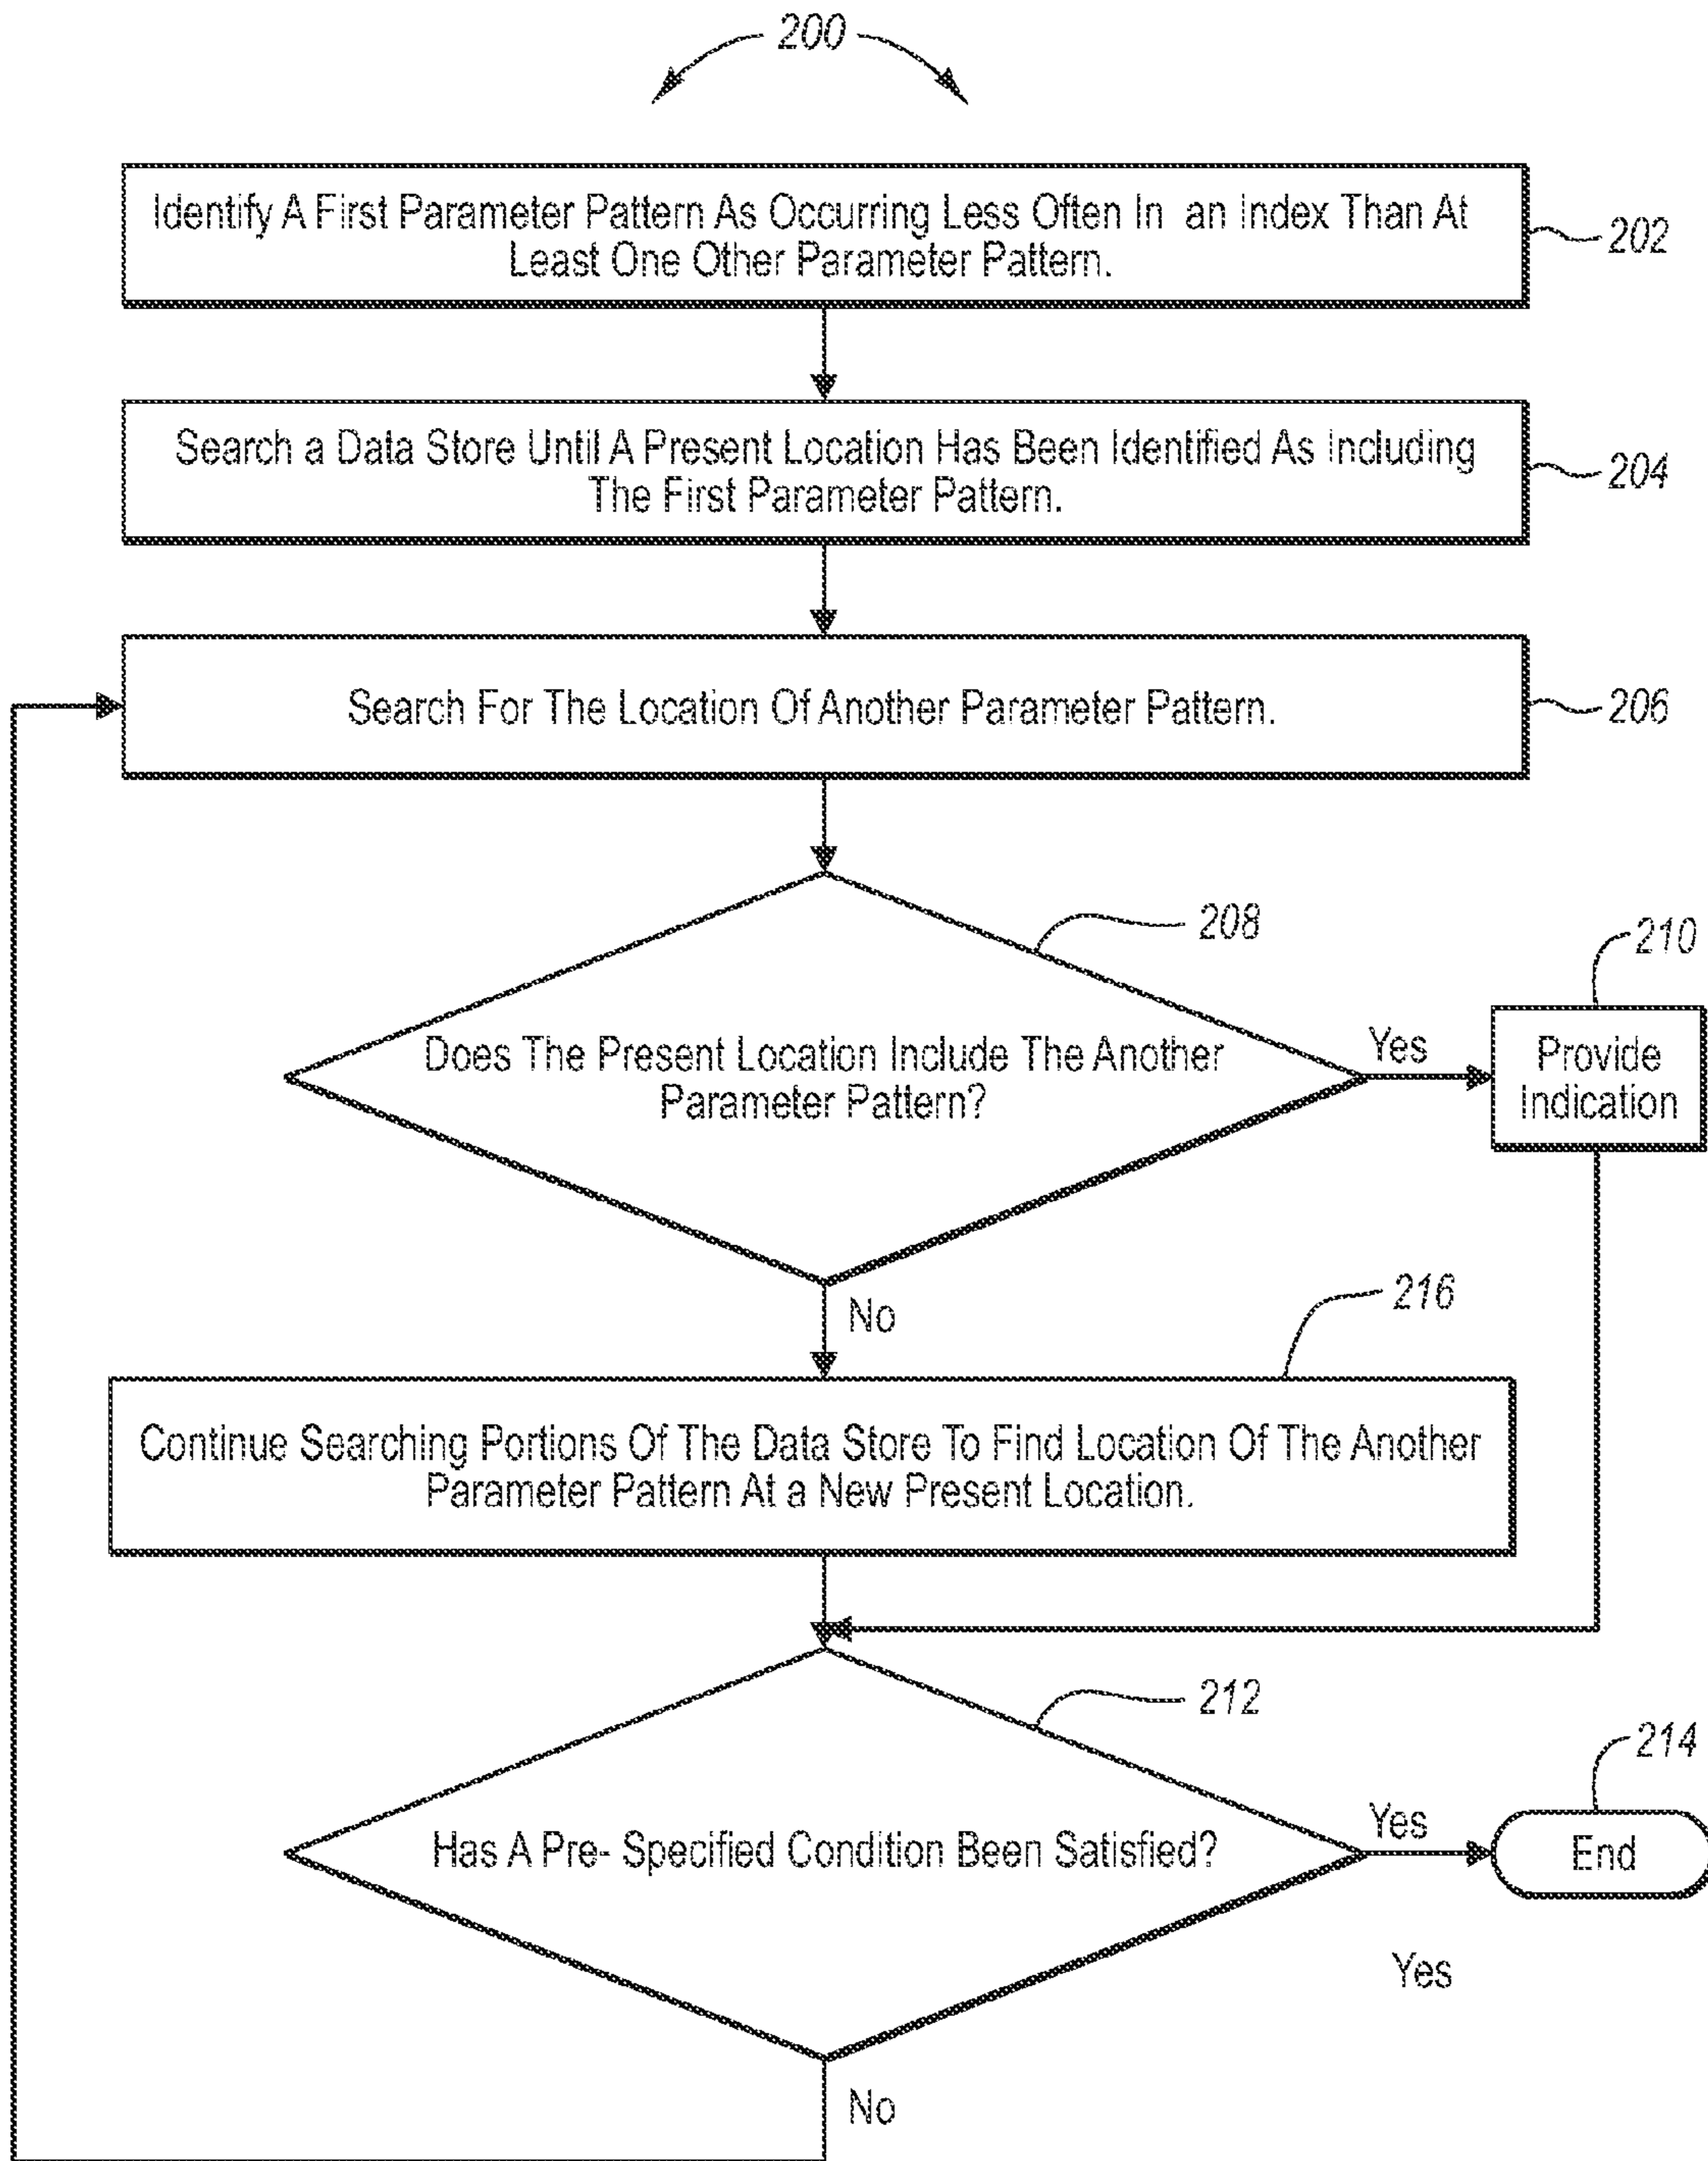 200
Identify A First Parameter Pattern As Occurring Less Often In an Index Than At
Least One Other Parameter Pattern.
202
Search a Data Store Until A Present Location Has Been Identified As Including
The First Parameter Pattern.
204
Search For The Location Of Another Parameter Pattern.
206
208
Does The Present Location Include The Another
Parameter Pattern?
Yes
210
Provide
Indication
No
216
Continue Searching Portions Of The Data Store To Find Location Of The Another
Parameter Pattern At a New Present Location.
212
Has A Pre- Specified Condition Been Satisfied?
Yes
214
End
Yes
No